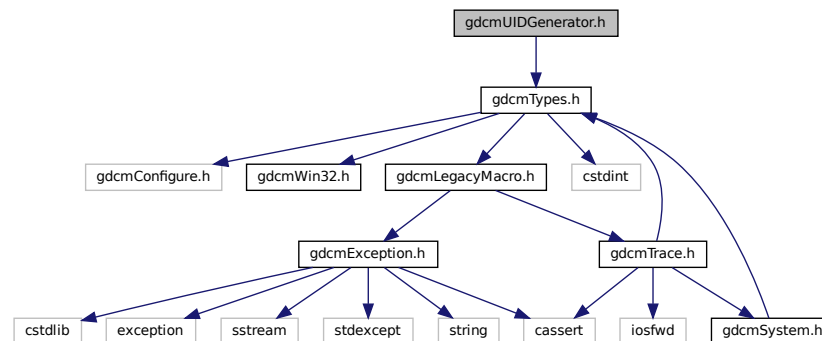 gdcmUIDGenerator.h
gdcmTypes.h
gdcmConfigure.h
gdcmWin32.h
gdcmLegacyMacro.h
cstdint
gdcmException.h
gdcmTrace.h
cstdlib
exception
sstream
stdexcept
string
cassert
iosfwd
gdcmSystem.h